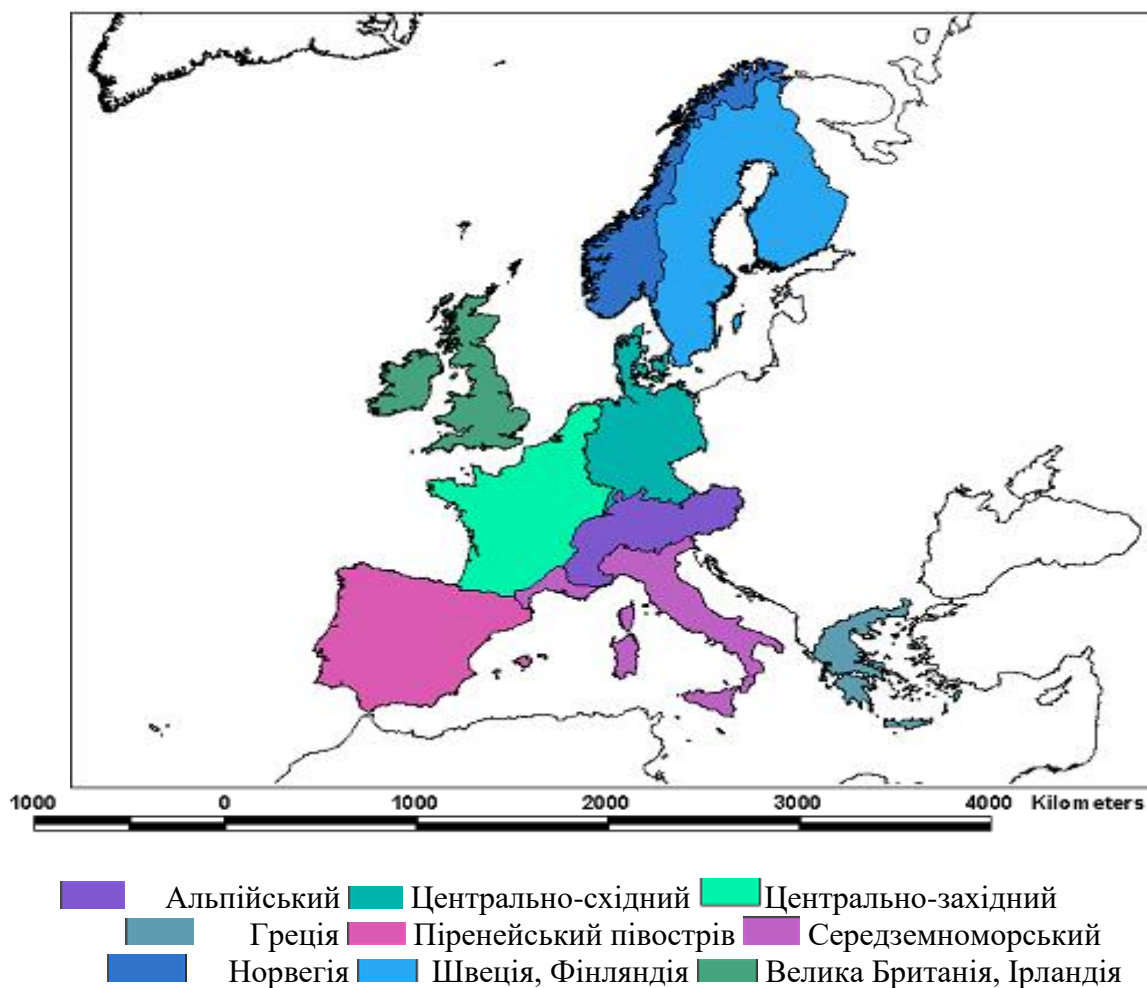 1000 0 1000 2000 3000 4000 Kilometers
Альпійський Центрально-східний Центрально-західний
Греція Піренейський півострів Середземноморський
Норвегія Швеція, Фінляндія Велика Британія, Ірландія